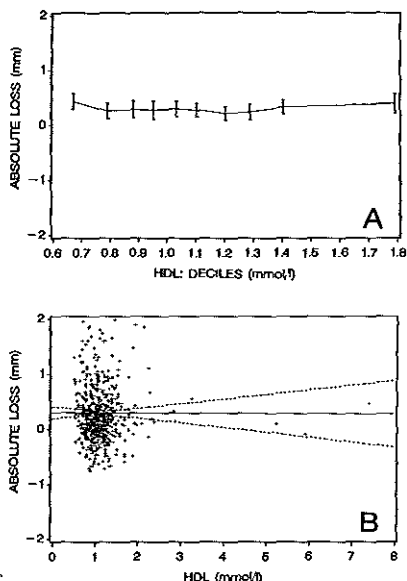 2
1
0
−1
−2
ABSOLUTE LOSS (mm)
A
0.6 0.7 0.8 0.9 1.0 1.1 1.2 1.3 1.4 1.5 1.6 1.7 1.8
HDL: DECILES (mmol/l)
2
1
0
−1
−2
ABSOLUTE LOSS (mm)
B
0 1 2 3 4 5 6 7 8
HDL (mmol/l)